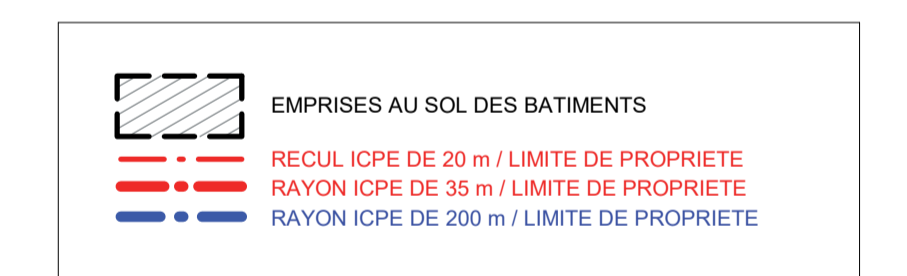 EMPRISES AU SOL DES BATIMENTS
RECUL ICPE DE 20 m / LIMITE DE PROPRIETE
RAYON ICPE DE 35 m / LIMITE DE PROPRIETE
RAYON ICPE DE 200 m / LIMITE DE PROPRIETE